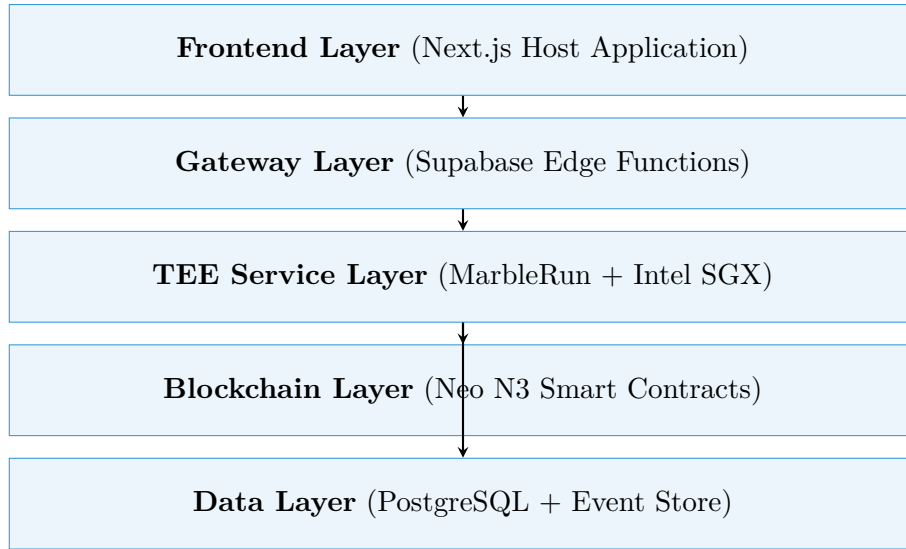 Frontend Layer (Next.js Host Application)
Gateway Layer (Supabase Edge Functions)
TEE Service Layer (MarbleRun + Intel SGX)
Blockchain Layer (Neo N3 Smart Contracts)
Data Layer (PostgreSQL + Event Store)